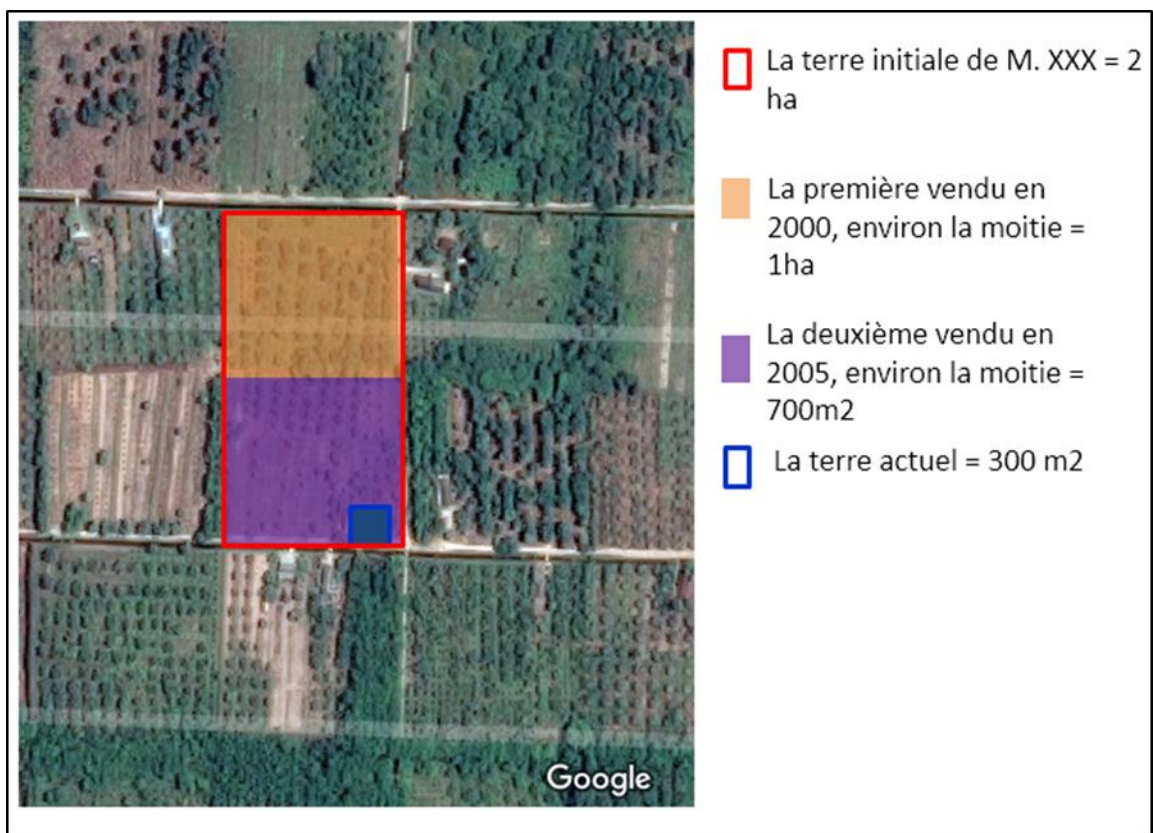 La terre initiale de M. XXX = 2
ha
La première vendu en
2000, environ la moitie =
1ha
La deuxième vendu en
2005, environ la moitie =
700m2
La terre actuel = 300 m2
Google